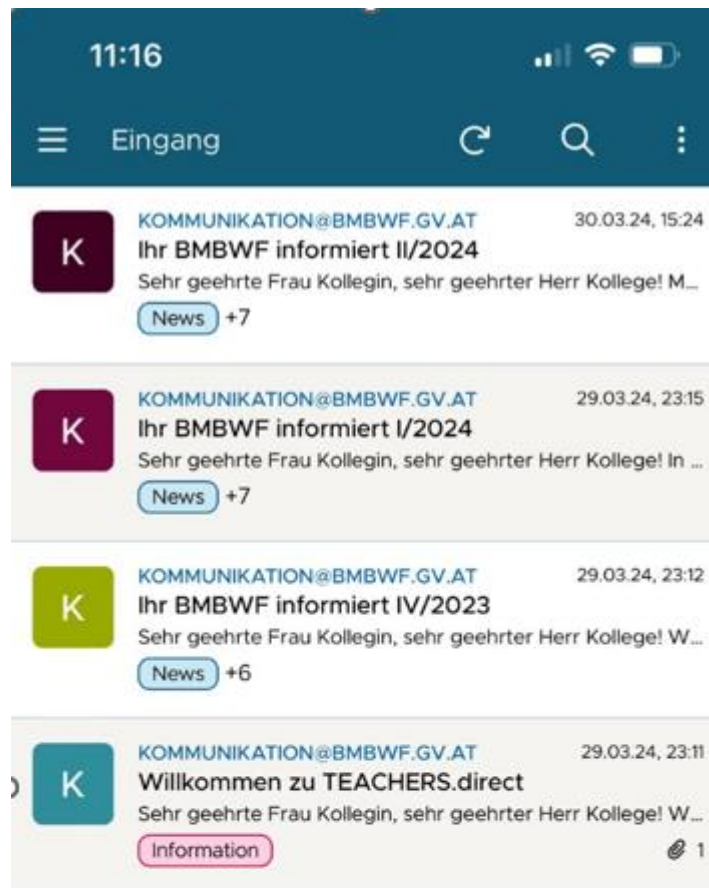 11:16
Eingang
K
KOMMUNIKATION@BMBWF.GV.AT 30.03.24, 15:24
Ihr BMBWF informiert II/2024
Sehr geehrte Frau Kollegin, sehr geehrter Herr Kollege! M...
News +7
K
KOMMUNIKATION@BMBWF.GV.AT 29.03.24, 23:15
Ihr BMBWF informiert I/2024
Sehr geehrte Frau Kollegin, sehr geehrter Herr Kollege! In ...
News +7
K
KOMMUNIKATION@BMBWF.GV.AT 29.03.24, 23:12
Ihr BMBWF informiert IV/2023
Sehr geehrte Frau Kollegin, sehr geehrter Herr Kollege! W...
News +6
K
KOMMUNIKATION@BMBWF.GV.AT 29.03.24, 23:11
Willkommen zu TEACHERS.direct
Sehr geehrte Frau Kollegin, sehr geehrter Herr Kollege! W...
Information 1